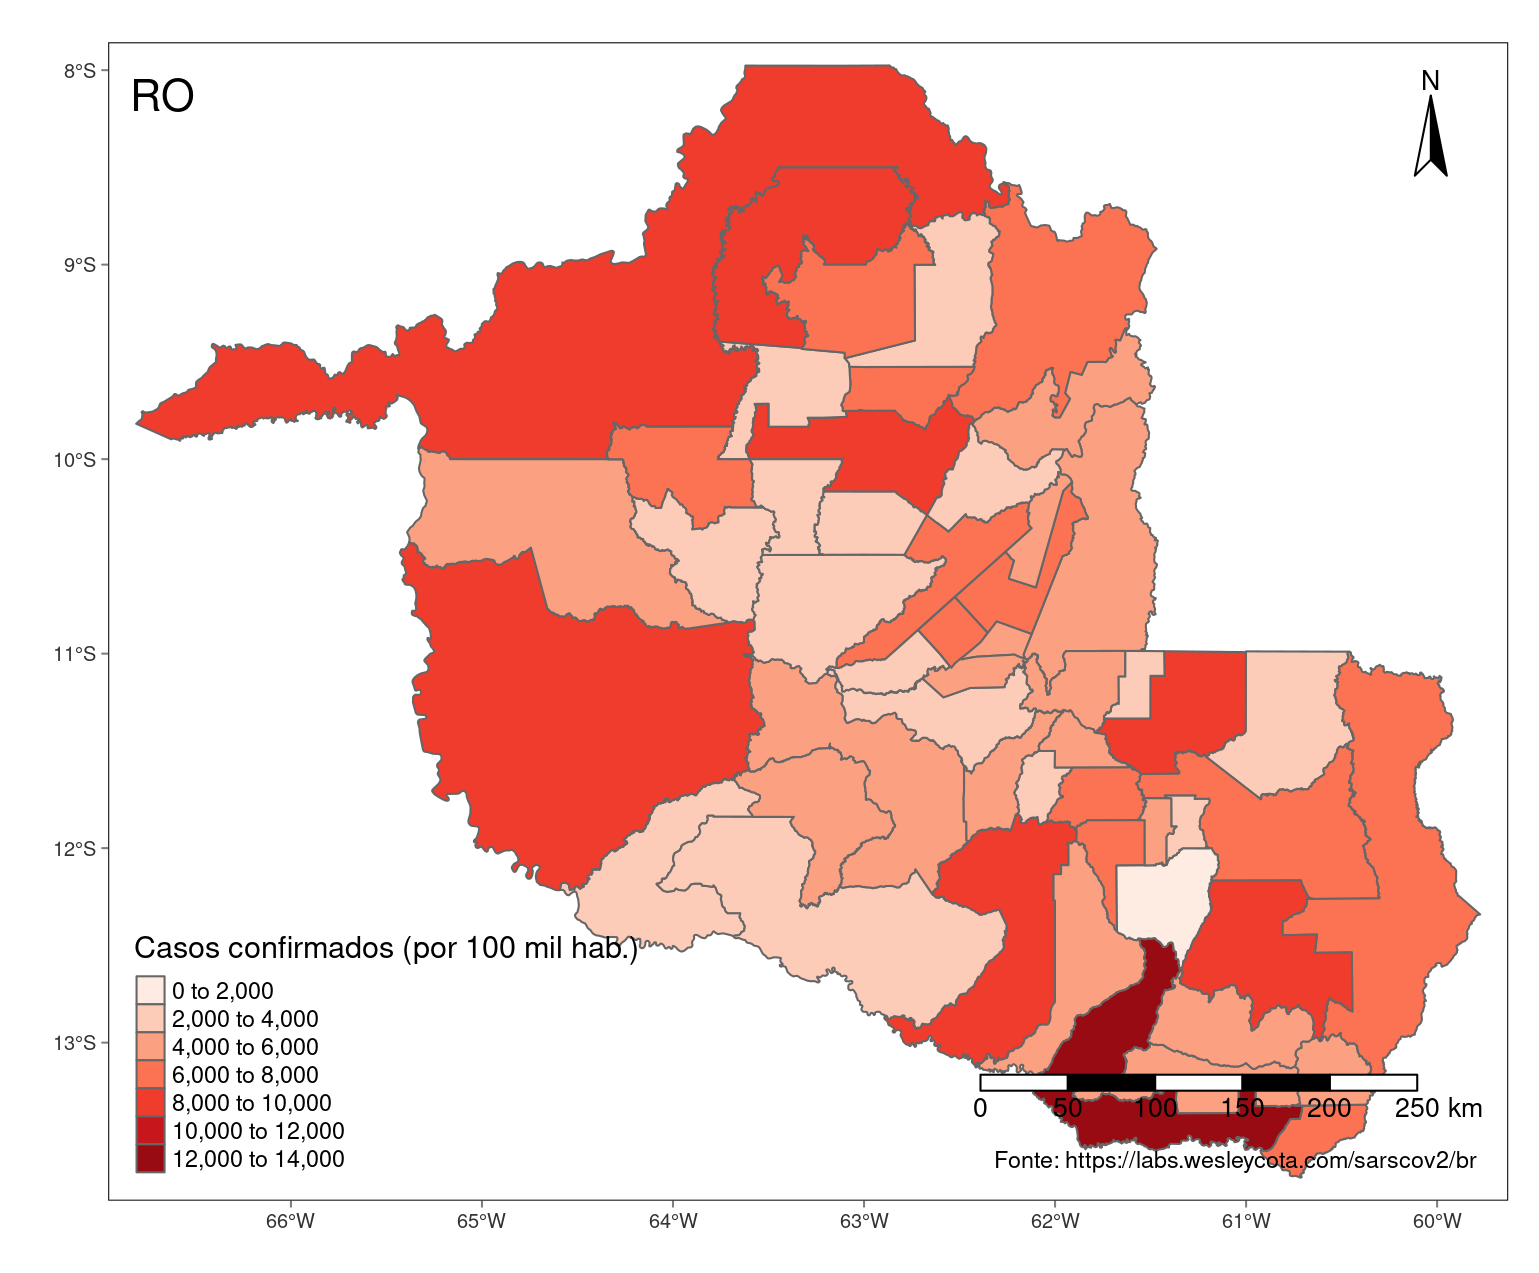 RO
N
8°S
9°S
10°S
11°S
12°S
13°S
Casos confirmados (por 100 mil hab.)
0 to 2,000
2,000 to 4,000
4,000 to 6,000
6,000 to 8,000
8,000 to 10,000
10,000 to 12,000
12,000 to 14,000
0 50 100 150 200 250 km
Fonte: https://labs.wesleycota.com/sarscov2/br
66°W 65°W 64°W 63°W 62°W 61°W 60°W